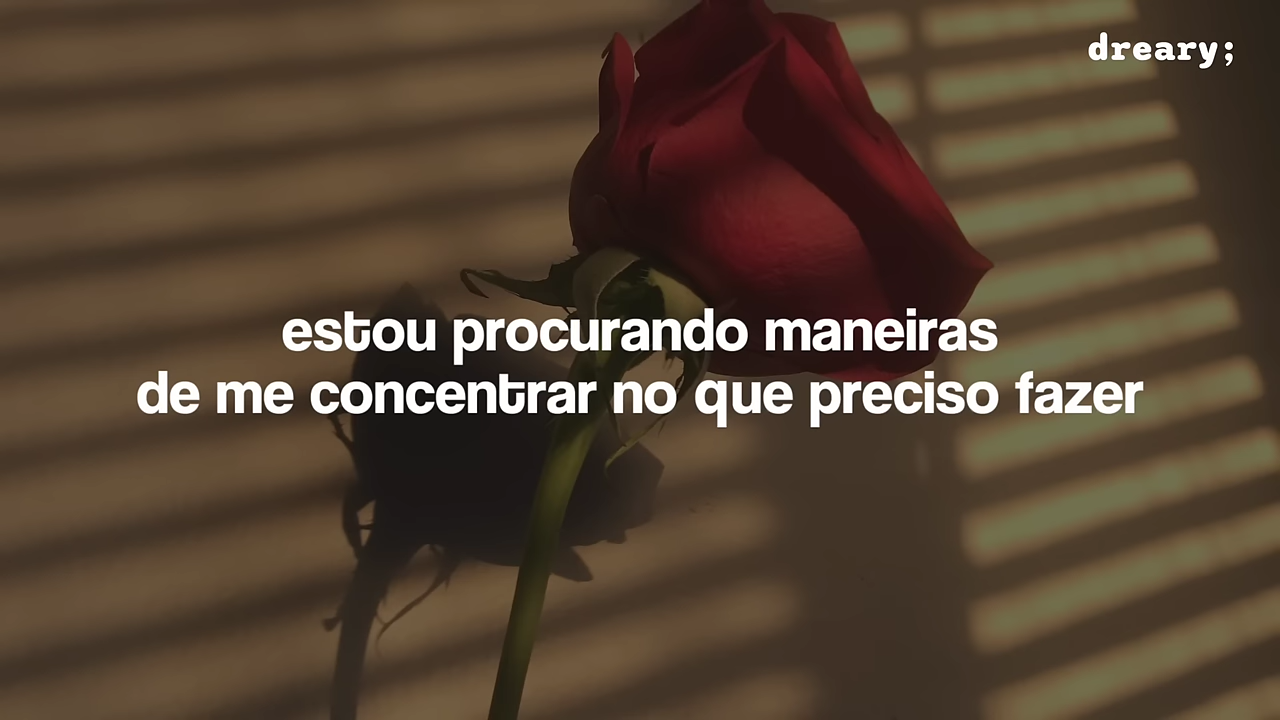 dreary;
estou procurando maneiras
de me concentrar no que preciso fazer